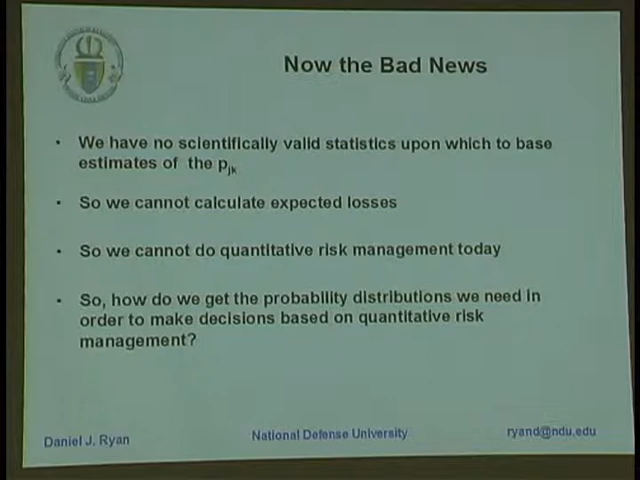 Now the Bad News
• We have no scientifically valid statistics upon which to base
estimates of the pjk
• So we cannot calculate expected losses
• So we cannot do quantitative risk management today
• So, how do we get the probability distributions we need in
order to make decisions based on quantitative risk
management?
Daniel J. Ryan
National Defense University
ryand@ndu.edu